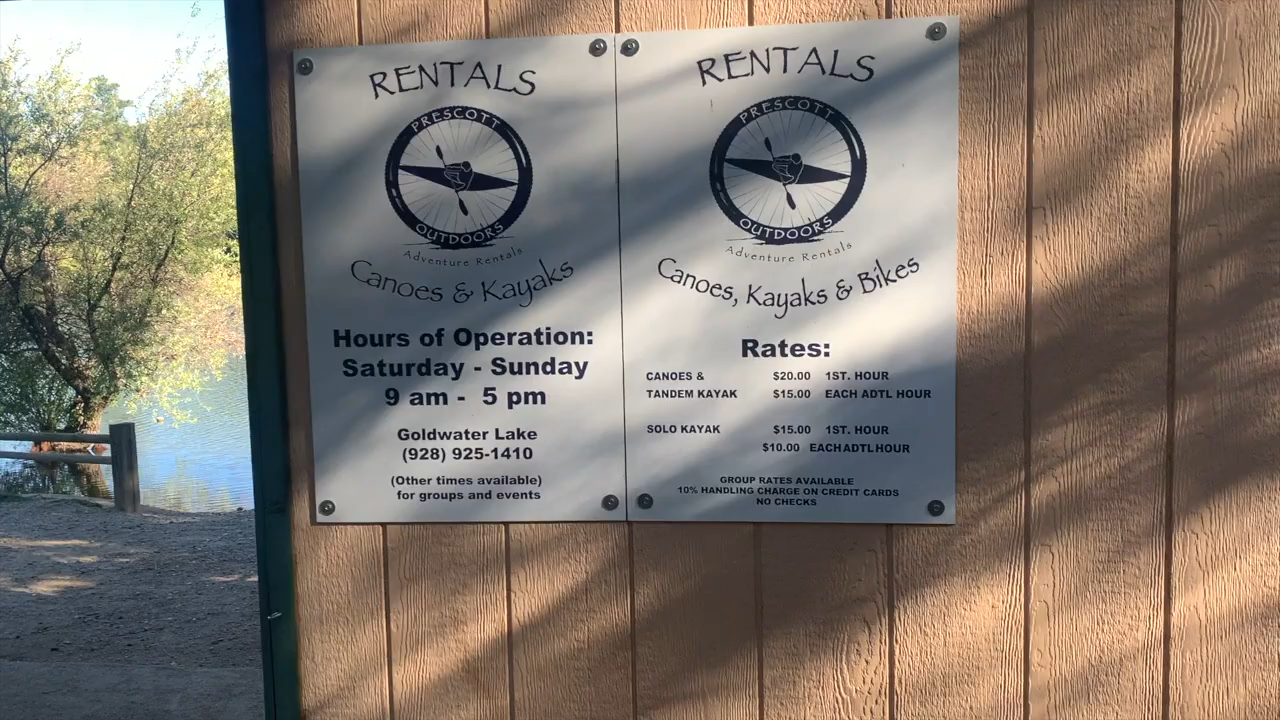 RENTALS
PRESCOTT
OUTDOORS
Adventure Rentals
Canoes & Kayaks
Hours of Operation:
Saturday - Sunday
9 am - 5 pm
Goldwater Lake
(928) 925-1410
(Other times available)
for groups and events
RENTALS
PRESCOTT
OUTDOORS
Adventure Rentals
Canoes, Kayaks & Bikes
Rates:
CANOES & $20.00 1ST. HOUR
TANDEM KAYAK $15.00 EACH ADTL HOUR
SOLO KAYAK $15.00 1ST. HOUR
$10.00 EACH ADTL HOUR
GROUP RATES AVAILABLE
10% HANDLING CHARGE ON CREDIT CARDS
NO CHECKS